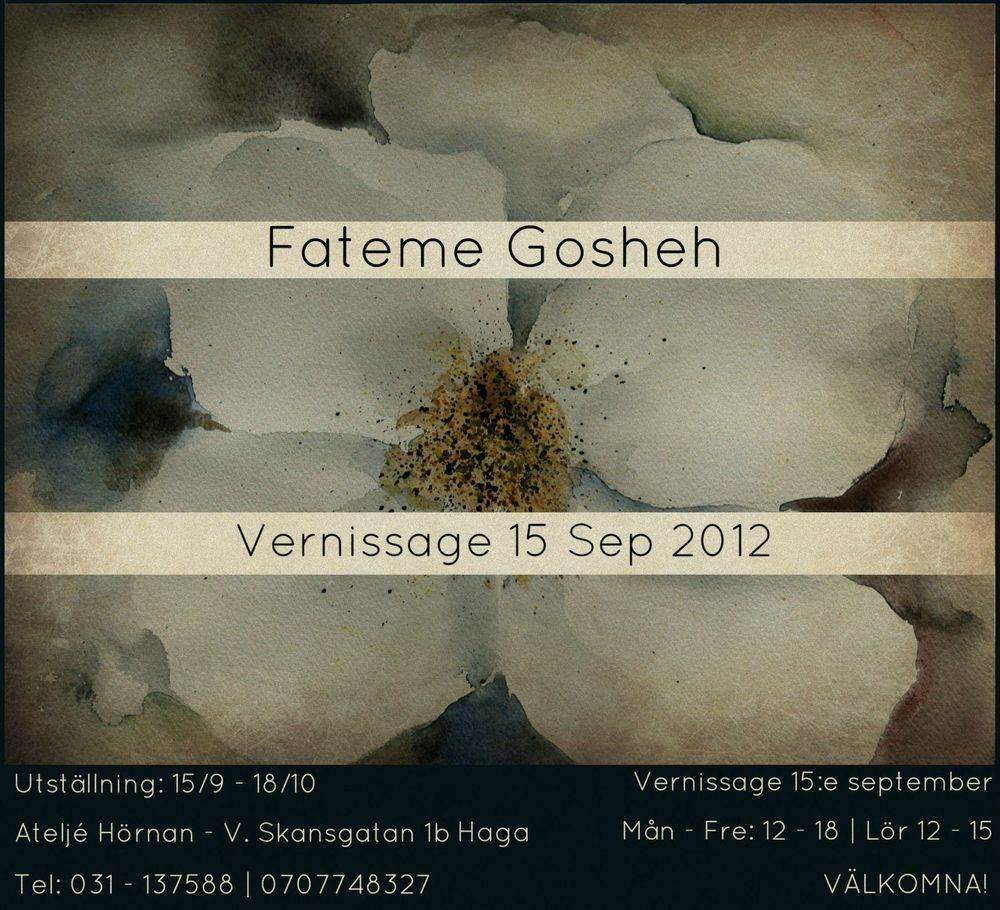 Fateme Gosheh
Vernissage 15 Sep 2012
Utställning: 15/9 - 18/10
Vernissage 15:e september
Ateljé Hörnan - V. Skansgatan 1b Haga
Mån - Fre: 12 - 18 | Lör 12 - 15
Tel: 031 - 137588 | 0707748327
VÄLKOMNA!